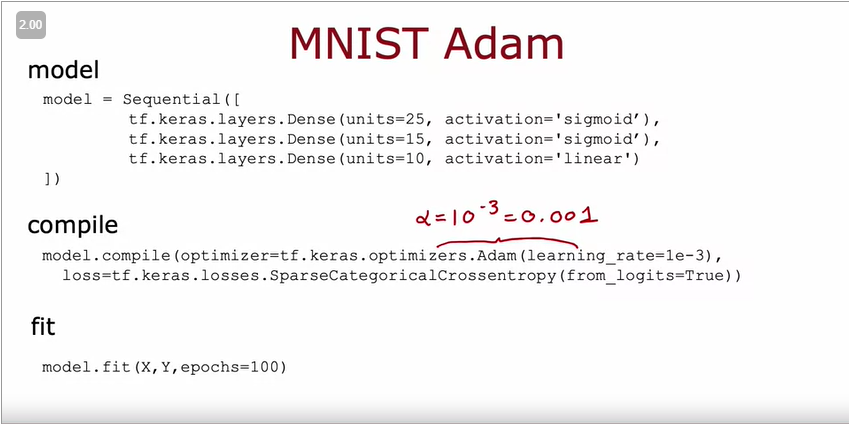 2.00
MNIST Adam
model
model = Sequential([
tf.keras.layers.Dense(units=25, activation='sigmoid’),
tf.keras.layers.Dense(units=15, activation='sigmoid’),
tf.keras.layers.Dense(units=10, activation='linear')
])
α=10⁻³=0.001
compile
model.compile(optimizer=tf.keras.optimizers.Adam(learning_rate=1e-3),
loss=tf.keras.losses.SparseCategoricalCrossentropy(from_logits=True))
fit
model.fit(X,Y,epochs=100)